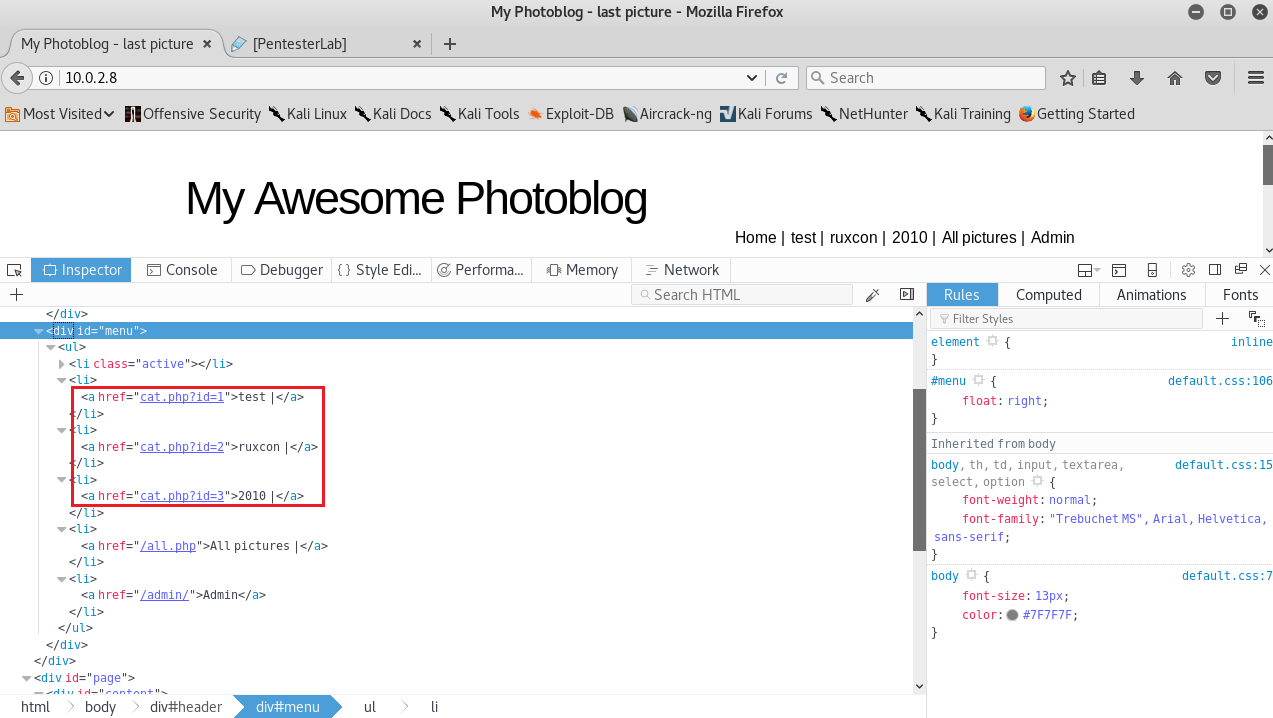 My Photoblog - last picture - Mozilla Firefox
My Photoblog - last picture × [PentesterLab] × +
10.0.2.8 Search
Most Visited Offensive Security Kali Linux Kali Docs Kali Tools Exploit-DB Aircrack-ng Kali Forums NetHunter Kali Training Getting Started
My Awesome Photoblog
Home | test | ruxcon | 2010 | All pictures | Admin
Inspector Console Debugger { } Style Edi... Performa... Memory Network
+ Search HTML Rules Computed Animations Fonts
Filter Styles +
</div>
<div id="menu">
<ul>
<li class="active"></li>
<li>
<a href="cat.php?id=1">test |</a>
</li>
<li>
<a href="cat.php?id=2">ruxcon |</a>
</li>
<li>
<a href="cat.php?id=3">2010 |</a>
</li>
<li>
<a href="/all.php">All pictures |</a>
</li>
<li>
<a href="/admin/">Admin</a>
</li>
</ul>
</div>
</div>
<div id="page">
<div id="content">
element { inline
}
#menu { default.css:106
float: right;
}
Inherited from body
body, th, td, input, textarea, default.css:15
select, option {
font-weight: normal;
font-family: "Trebuchet MS", Arial, Helvetica,
sans-serif;
}
body { default.css:7
font-size: 13px;
color: #7F7F7F;
}
html body div#header div#menu ul li